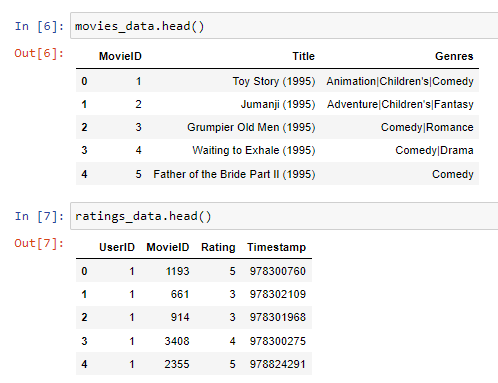 In [6]: movies_data.head()
Out[6]:
MovieID Title Genres
0 1 Toy Story (1995) Animation|Children's|Comedy
1 2 Jumanji (1995) Adventure|Children's|Fantasy
2 3 Grumpier Old Men (1995) Comedy|Romance
3 4 Waiting to Exhale (1995) Comedy|Drama
4 5 Father of the Bride Part II (1995) Comedy
In [7]: ratings_data.head()
Out[7]:
UserID MovieID Rating Timestamp
0 1 1193 5 978300760
1 1 661 3 978302109
2 1 914 3 978301968
3 1 3408 4 978300275
4 1 2355 5 978824291